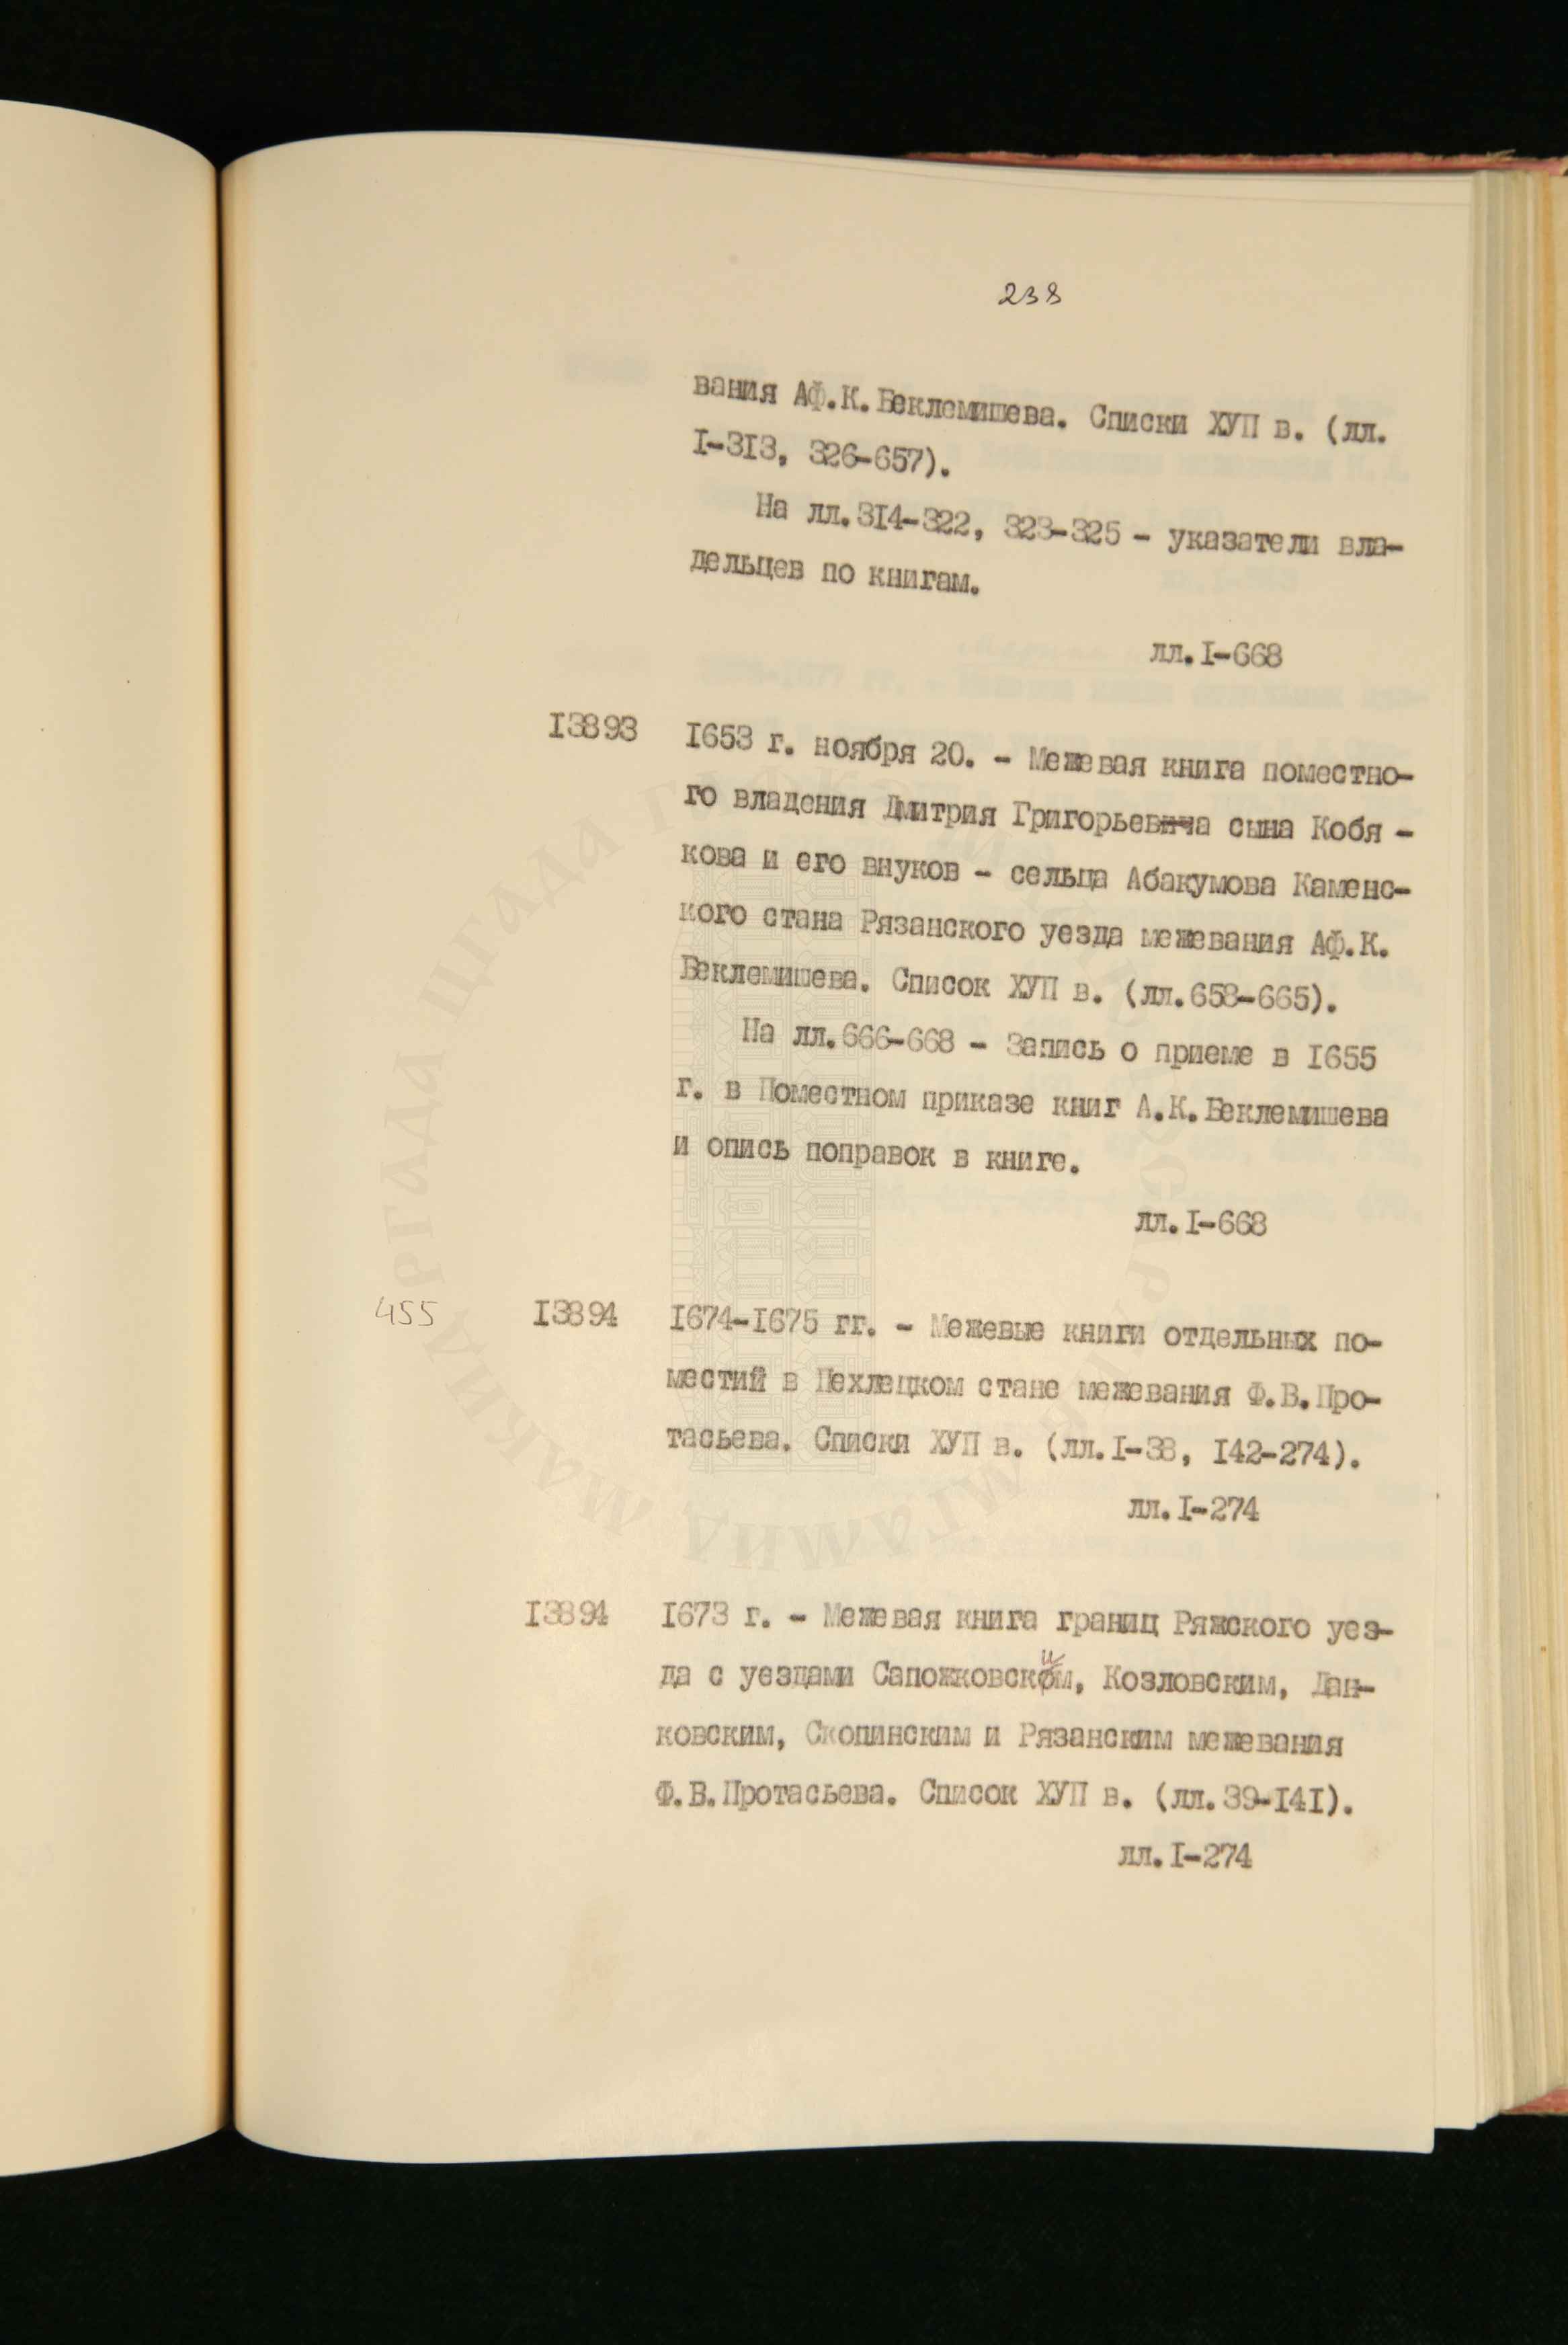 238
вания Аф.К.Беклемишева. Списки ХУП в. (лл.
I-3I3, 326-657).
На лл.3I4-322, 323-325 - указатели вла-
дельцев по книгам.
лл.I-668
I3893 I653 г. ноября 20. - Межевая книга поместно-
го владения Дмитрия Григорьевича сына Кобя -
кова и его внуков - сельца Абакумова Каменс-
кого стана Рязанского уезда межевания Аф.К.
Беклемишева. Список ХУП в. (лл.658-665).
На лл.666-668 - Запись о приеме в I655
г. в Поместном приказе книг А.К.Беклемишева
и опись поправок в книге.
лл.I-668
455 I3894 I674-I675 гг. - Межевые книги отдельных по-
местий в Пехлецком стане межевания Ф.В.Про-
тасьева. Списки ХУП в. (лл.I-38, I42-274).
лл.I-274
I3894 I673 г. - Межевая книга границ Ряжского уез-
да с уездами Сапожковским, Козловским, Дан-
ковским, Скопинским и Рязанским межевания
Ф.В.Протасьева. Список ХУП в. (лл.39-I4I).
лл.I-274